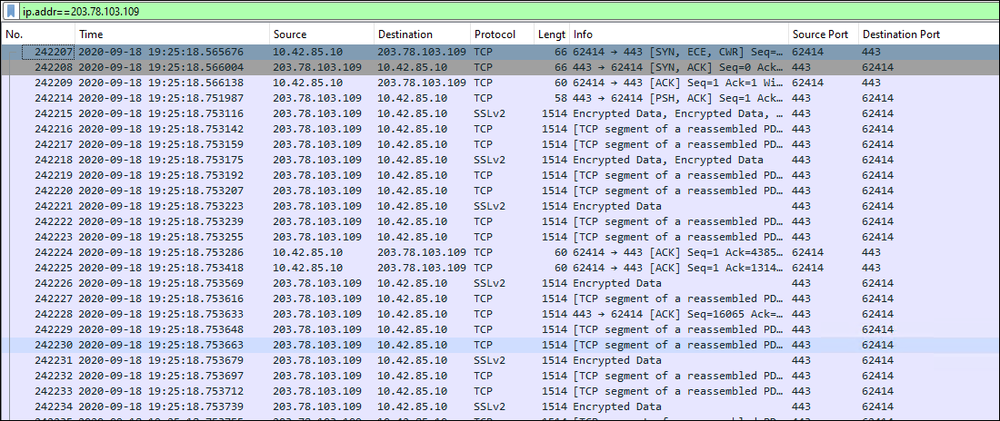 ip.addr==203.78.103.109
No. Time Source Destination Protocol Lengt Info Source Port Destination Port
242207 2020-09-18 19:25:18.565676 10.42.85.10 203.78.103.109 TCP 66 62414 → 443 [SYN, ECE, CWR] Seq=… 62414 443
242208 2020-09-18 19:25:18.566004 203.78.103.109 10.42.85.10 TCP 66 443 → 62414 [SYN, ACK] Seq=0 Ack… 443 62414
242209 2020-09-18 19:25:18.566138 10.42.85.10 203.78.103.109 TCP 60 62414 → 443 [ACK] Seq=1 Ack=1 Wi… 62414 443
242214 2020-09-18 19:25:18.751987 203.78.103.109 10.42.85.10 TCP 58 443 → 62414 [PSH, ACK] Seq=1 Ack… 443 62414
242215 2020-09-18 19:25:18.753116 203.78.103.109 10.42.85.10 SSLv2 1514 Encrypted Data, Encrypted Data, … 443 62414
242216 2020-09-18 19:25:18.753142 203.78.103.109 10.42.85.10 TCP 1514 [TCP segment of a reassembled PD… 443 62414
242217 2020-09-18 19:25:18.753159 203.78.103.109 10.42.85.10 TCP 1514 [TCP segment of a reassembled PD… 443 62414
242218 2020-09-18 19:25:18.753175 203.78.103.109 10.42.85.10 SSLv2 1514 Encrypted Data, Encrypted Data 443 62414
242219 2020-09-18 19:25:18.753192 203.78.103.109 10.42.85.10 TCP 1514 [TCP segment of a reassembled PD… 443 62414
242220 2020-09-18 19:25:18.753207 203.78.103.109 10.42.85.10 TCP 1514 [TCP segment of a reassembled PD… 443 62414
242221 2020-09-18 19:25:18.753223 203.78.103.109 10.42.85.10 SSLv2 1514 Encrypted Data 443 62414
242222 2020-09-18 19:25:18.753239 203.78.103.109 10.42.85.10 TCP 1514 [TCP segment of a reassembled PD… 443 62414
242223 2020-09-18 19:25:18.753255 203.78.103.109 10.42.85.10 TCP 1514 [TCP segment of a reassembled PD… 443 62414
242224 2020-09-18 19:25:18.753286 10.42.85.10 203.78.103.109 TCP 60 62414 → 443 [ACK] Seq=1 Ack=4385… 62414 443
242225 2020-09-18 19:25:18.753418 10.42.85.10 203.78.103.109 TCP 60 62414 → 443 [ACK] Seq=1 Ack=1314… 62414 443
242226 2020-09-18 19:25:18.753569 203.78.103.109 10.42.85.10 SSLv2 1514 Encrypted Data 443 62414
242227 2020-09-18 19:25:18.753616 203.78.103.109 10.42.85.10 TCP 1514 [TCP segment of a reassembled PD… 443 62414
242228 2020-09-18 19:25:18.753633 203.78.103.109 10.42.85.10 TCP 1514 443 → 62414 [ACK] Seq=16065 Ack=… 443 62414
242229 2020-09-18 19:25:18.753648 203.78.103.109 10.42.85.10 TCP 1514 [TCP segment of a reassembled PD… 443 62414
242230 2020-09-18 19:25:18.753663 203.78.103.109 10.42.85.10 TCP 1514 [TCP segment of a reassembled PD… 443 62414
242231 2020-09-18 19:25:18.753679 203.78.103.109 10.42.85.10 SSLv2 1514 Encrypted Data 443 62414
242232 2020-09-18 19:25:18.753697 203.78.103.109 10.42.85.10 TCP 1514 [TCP segment of a reassembled PD… 443 62414
242233 2020-09-18 19:25:18.753712 203.78.103.109 10.42.85.10 TCP 1514 [TCP segment of a reassembled PD… 443 62414
242234 2020-09-18 19:25:18.753739 203.78.103.109 10.42.85.10 SSLv2 1514 Encrypted Data 443 62414